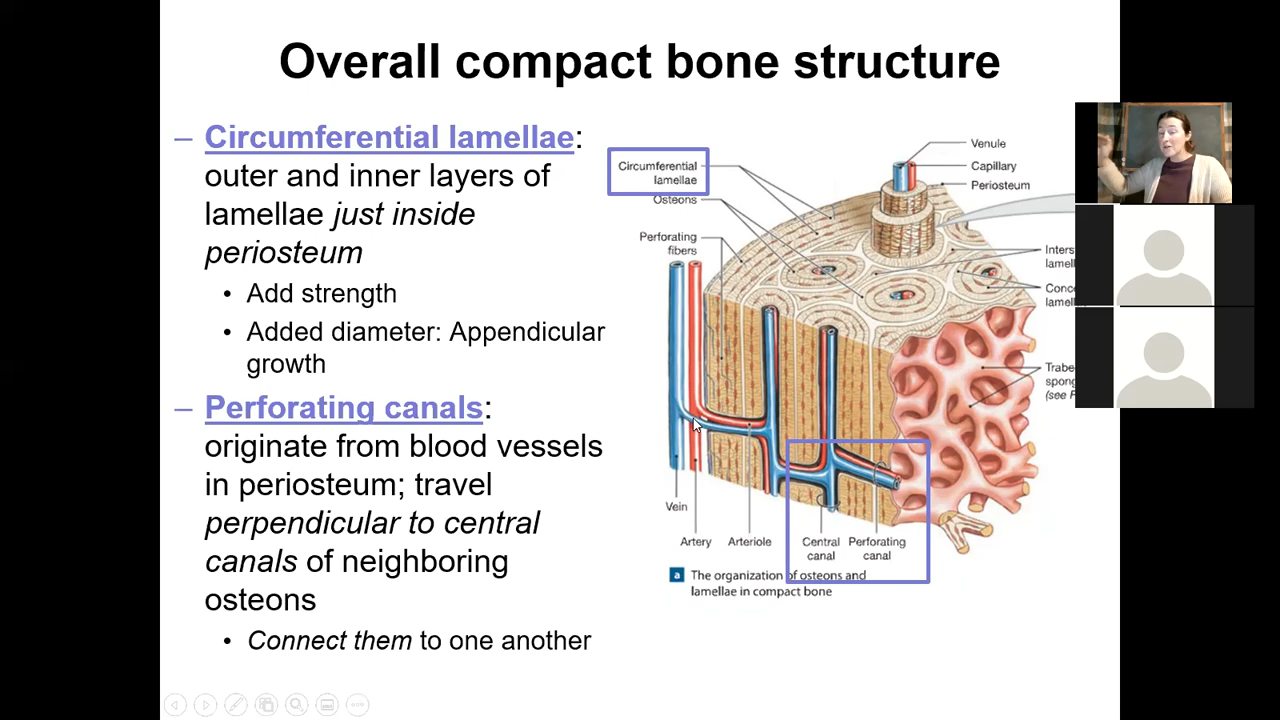 Overall compact bone structure
– Circumferential lamellae:
outer and inner layers of
lamellae just inside
periosteum
• Add strength
• Added diameter: Appendicular
growth
– Perforating canals:
originate from blood vessels
in periosteum; travel
perpendicular to central
canals of neighboring
osteons
• Connect them to one another
Circumferential
lamellae
Osteons
Perforating
fibers
Venule
Capillary
Periosteum
Vein
Artery
Arteriole
Central
canal
Perforating
canal
a The organization of osteons and
lamellae in compact bone